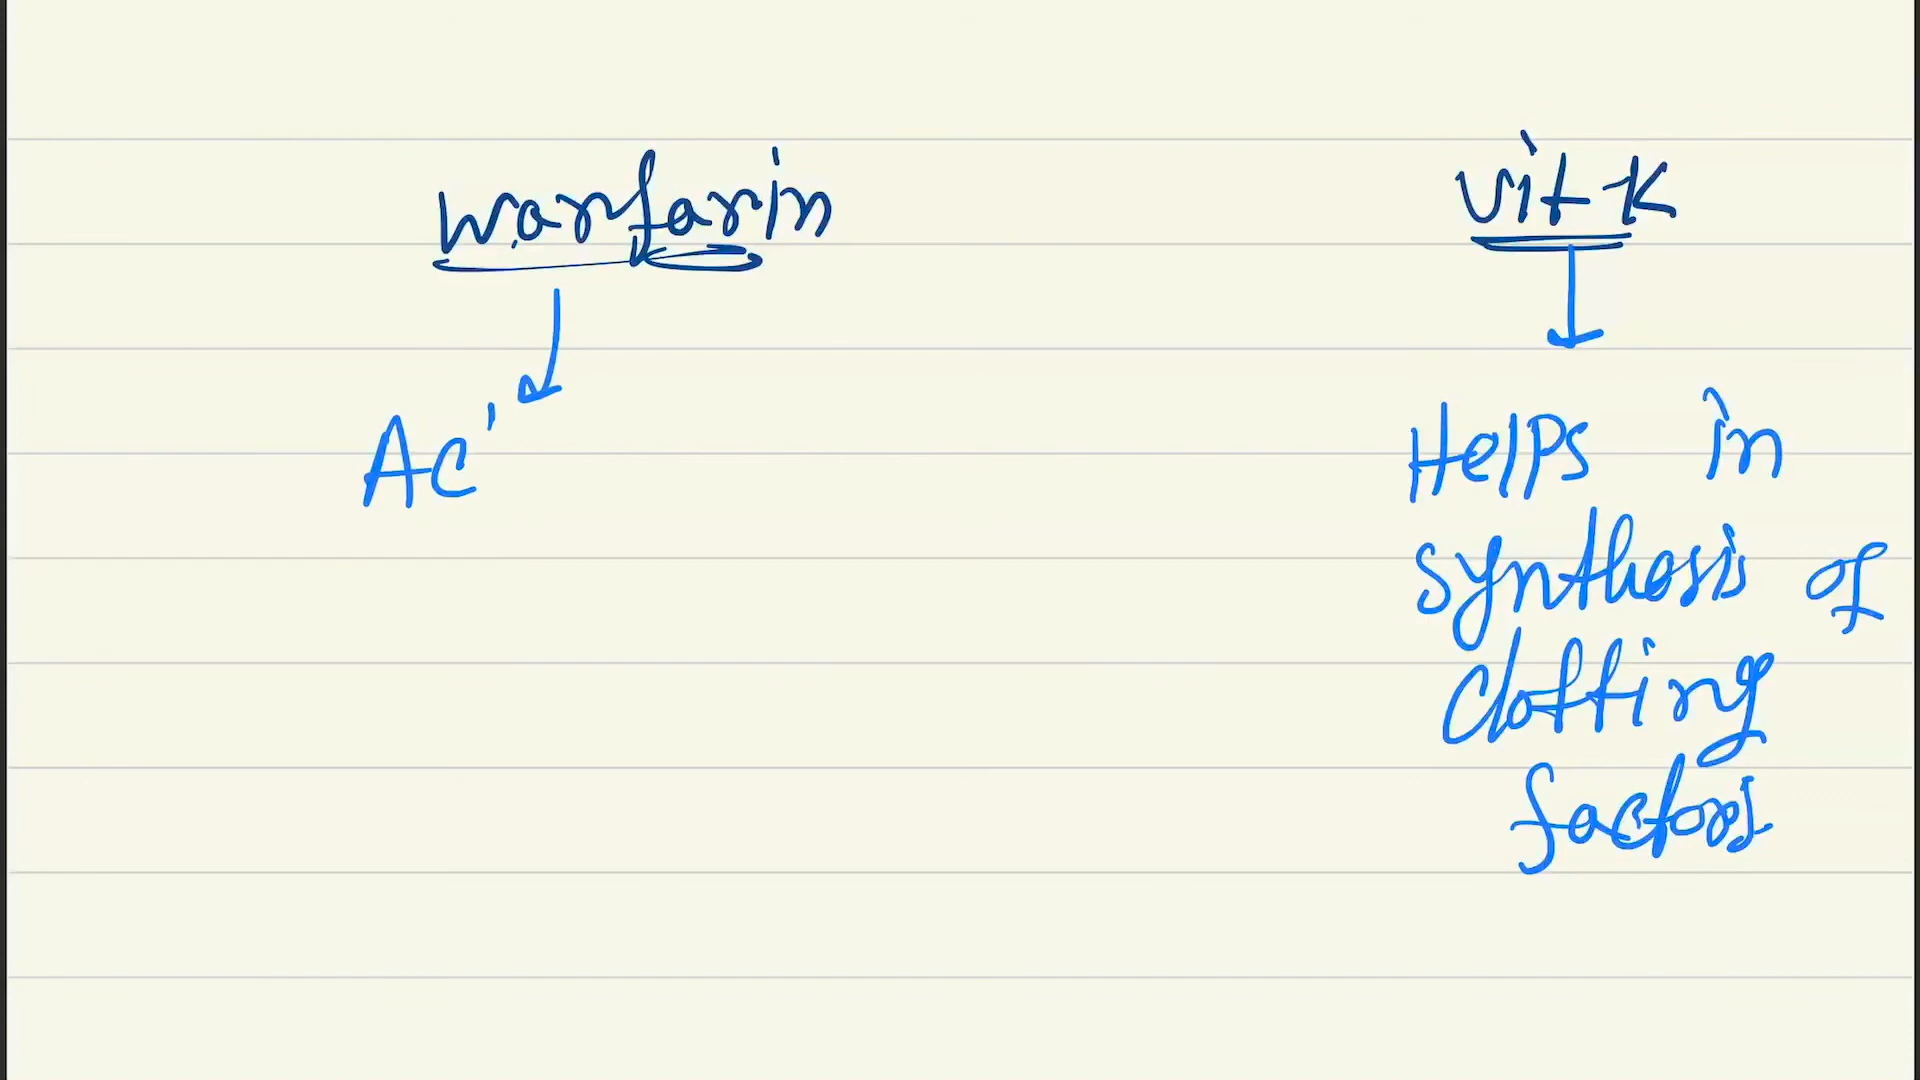 Warfarin
Vit K
AC'
Helps in
synthesis of
clotting
factors